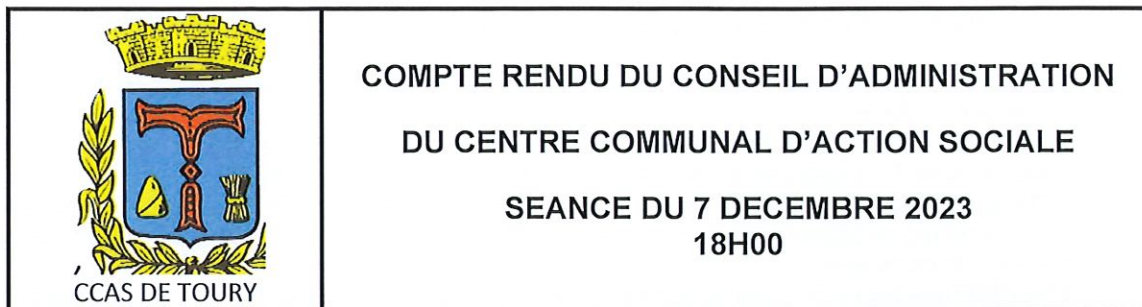 COMPTE RENDU DU CONSEIL D'ADMINISTRATION
DU CENTRE COMMUNAL D'ACTION SOCIALE
SEANCE DU 7 DECEMBRE 2023
18H00
CCAS DE TOURY